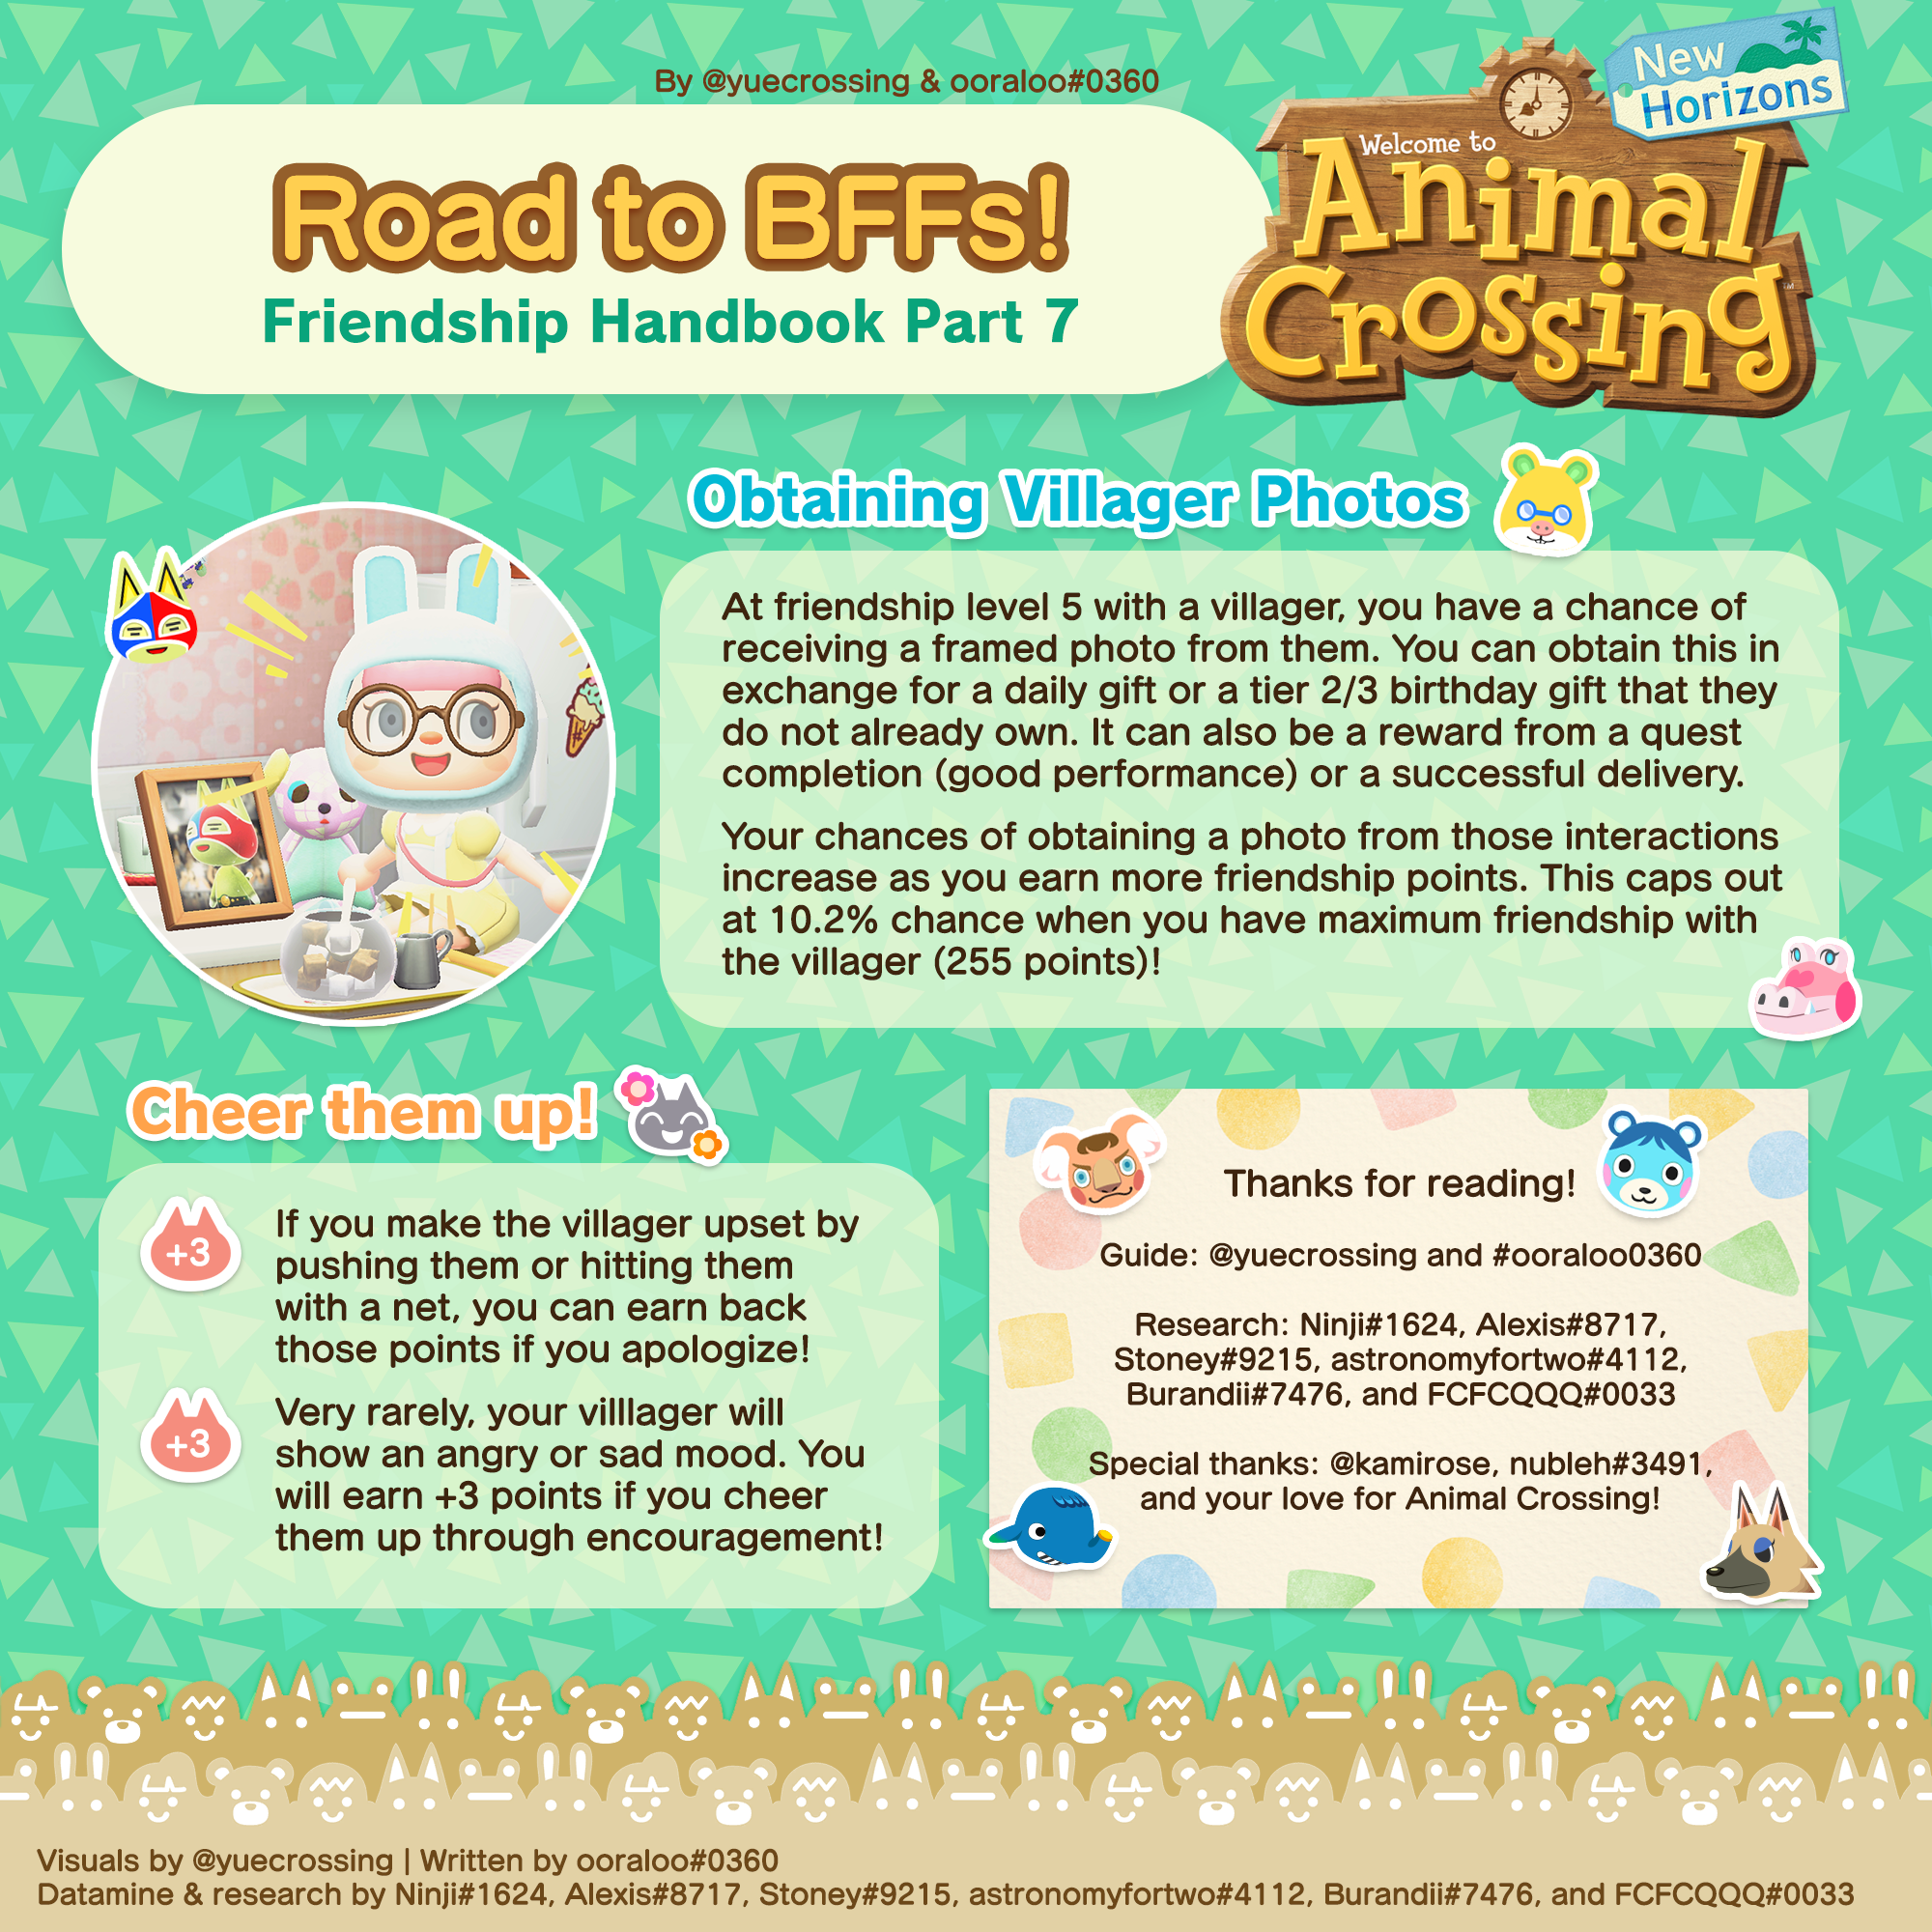 By @yuecrossing & ooraloo#0360
New
Horizons
Welcome to
Animal
Crossing
TM
Road to BFFs!
Friendship Handbook Part 7
Obtaining Villager Photos
At friendship level 5 with a villager, you have a chance of
receiving a framed photo from them. You can obtain this in
exchange for a daily gift or a tier 2/3 birthday gift that they
do not already own. It can also be a reward from a quest
completion (good performance) or a successful delivery.
Your chances of obtaining a photo from those interactions
increase as you earn more friendship points. This caps out
at 10.2% chance when you have maximum friendship with
the villager (255 points)!
Cheer them up!
+3
If you make the villager upset by
pushing them or hitting them
with a net, you can earn back
those points if you apologize!
+3
Very rarely, your villlager will
show an angry or sad mood. You
will earn +3 points if you cheer
them up through encouragement!
Thanks for reading!
Guide: @yuecrossing and #ooraloo0360
Research: Ninji#1624, Alexis#8717,
Stoney#9215, astronomyfortwo#4112,
Burandii#7476, and FCFCQQQ#0033
Special thanks: @kamirose, nubleh#3491,
and your love for Animal Crossing!
Visuals by @yuecrossing | Written by ooraloo#0360
Datamine & research by Ninji#1624, Alexis#8717, Stoney#9215, astronomyfortwo#4112, Burandii#7476, and FCFCQQQ#0033